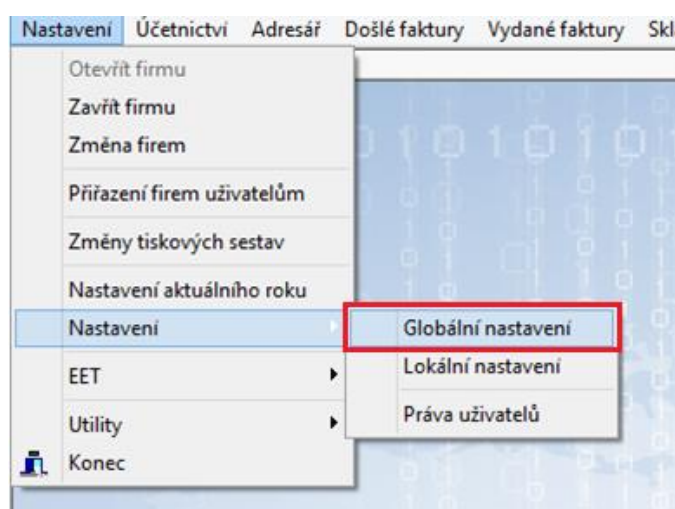 Nastavení Účetnictví Adresář Došlé faktury Vydané faktury Skl
Otevřít firmu
Zavřít firmu
Změna firem
Přiřazení firem uživatelům
Změny tiskových sestav
Nastavení aktuálního roku
Nastavení
Globální nastavení
EET
Lokální nastavení
Utility
Práva uživatelů
Konec